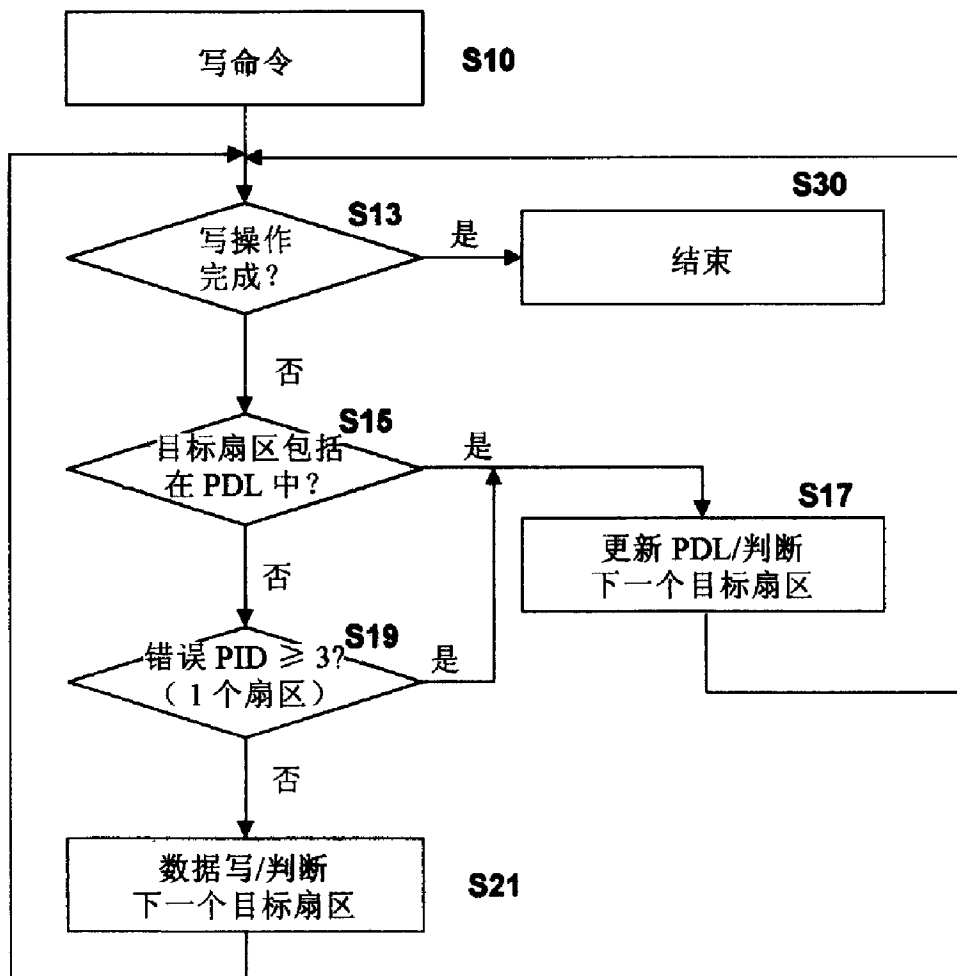 写命令
S10
S13
写操作
完成?
是
S30
结束
否
S15
目标扇区包括
在 PDL 中?
是
S17
更新 PDL/判断
下一个目标扇区
否
S19
错误 PID ≥ 3?
( 1 个扇区)
是
否
数据写/判断
下一个目标扇区
S21